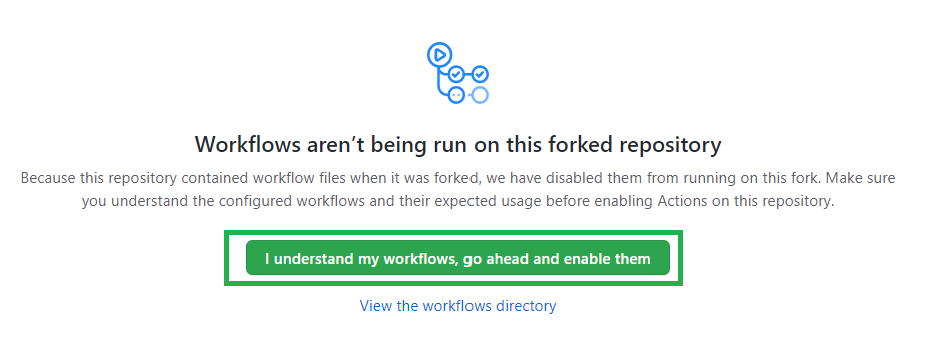 Workflows aren’t being run on this forked repository
Because this repository contained workflow files when it was forked, we have disabled them from running on this fork. Make sure
you understand the configured workflows and their expected usage before enabling Actions on this repository.
I understand my workflows, go ahead and enable them
View the workflows directory